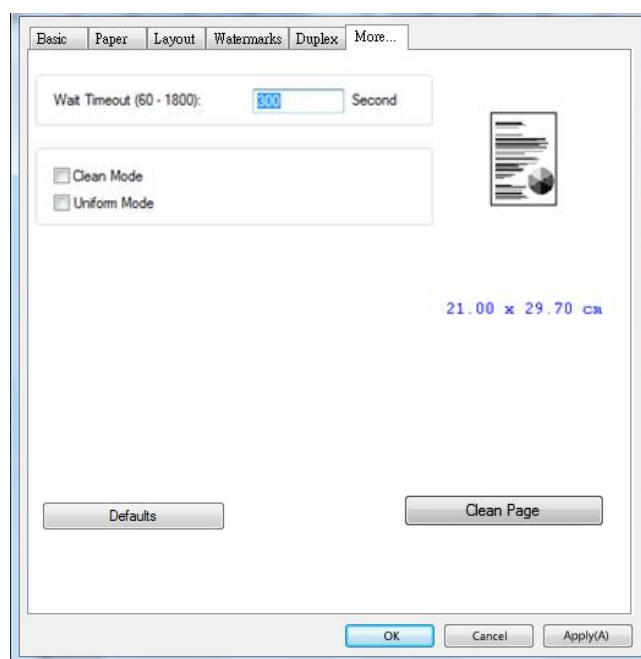 Basic Paper Layout Watermarks Duplex More...
Wait Timeout (60 - 1800): 300 Second
Clean Mode
Uniform Mode
21.00 x 29.70 cm
Defaults Clean Page
OK Cancel Apply(A)